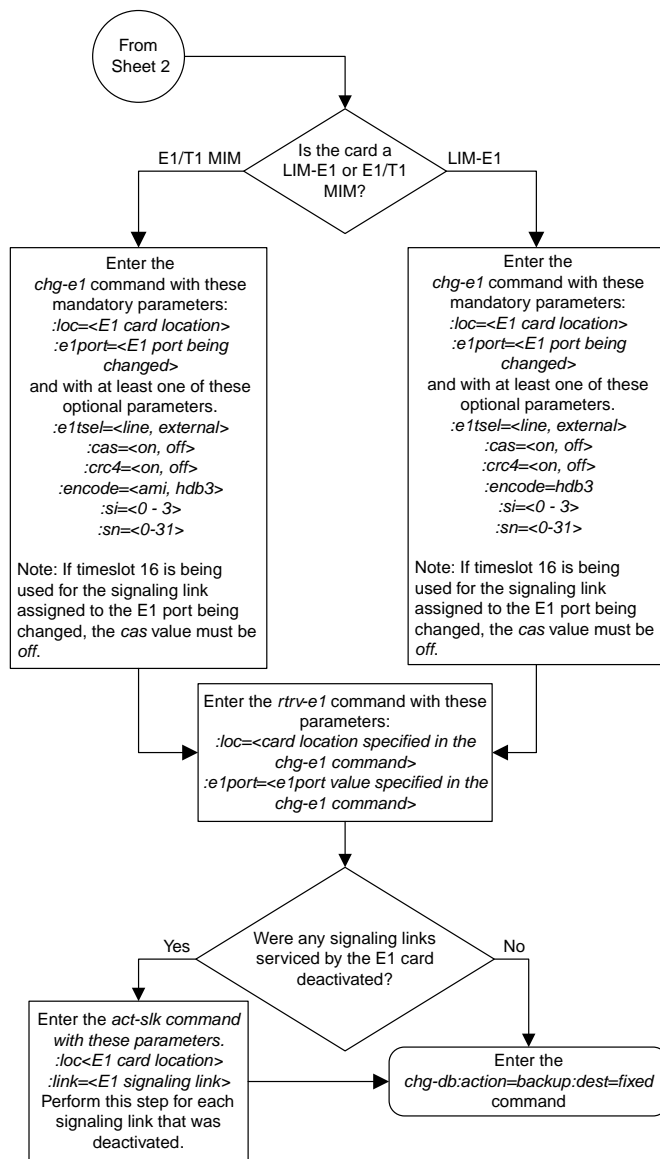 From
Sheet 2
Is the card a
LIM-E1 or E1/T1
MIM?
E1/T1 MIM
LIM-E1
Enter the
chg-e1 command with these
mandatory parameters:
:loc=<E1 card location>
:e1port=<E1 port being
changed>
and with at least one of these
optional parameters.
:e1tsel=<line, external>
:cas=<on, off>
:crc4=<on, off>
:encode=<ami, hdb3>
:si=<0 - 3>
:sn=<0-31>
Note: If timeslot 16 is being
used for the signaling link
assigned to the E1 port being
changed, the cas value must be
off.
Enter the
chg-e1 command with these
mandatory parameters:
:loc=<E1 card location>
:e1port=<E1 port being
changed>
and with at least one of these
optional parameters.
:e1tsel=<line, external>
:cas=<on, off>
:crc4=<on, off>
:encode=hdb3
:si=<0 - 3>
:sn=<0-31>
Note: If timeslot 16 is being
used for the signaling link
assigned to the E1 port being
changed, the cas value must be
off.
Enter the rtrv-e1 command with these
parameters:
:loc=<card location specified in the
chg-e1 command>
:e1port=<e1port value specified in the
chg-e1 command>
Were any signaling links
serviced by the E1 card
deactivated?
Yes
No
Enter the act-slk command
with these parameters.
:loc<E1 card location>
:link=<E1 signaling link>
Perform this step for each
signaling link that was
deactivated.
Enter the
chg-db:action=backup:dest=fixed
command